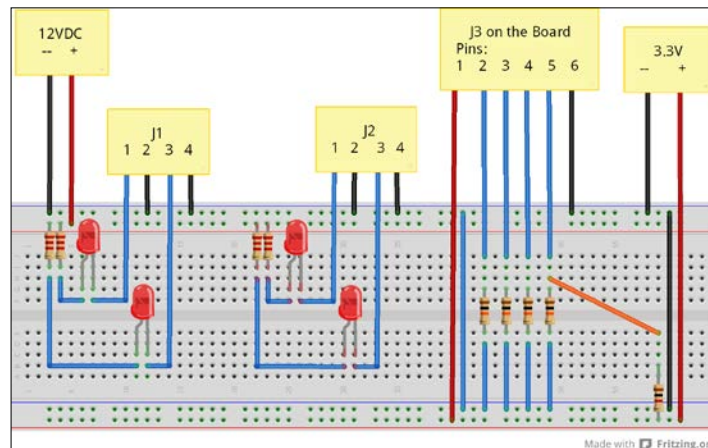 12VDC
-- +
J1
1 2 3 4
J2
1 2 3 4
J3 on the Board
Pins:
1 2 3 4 5 6
3.3V
-- +
Made with Fritzing.or